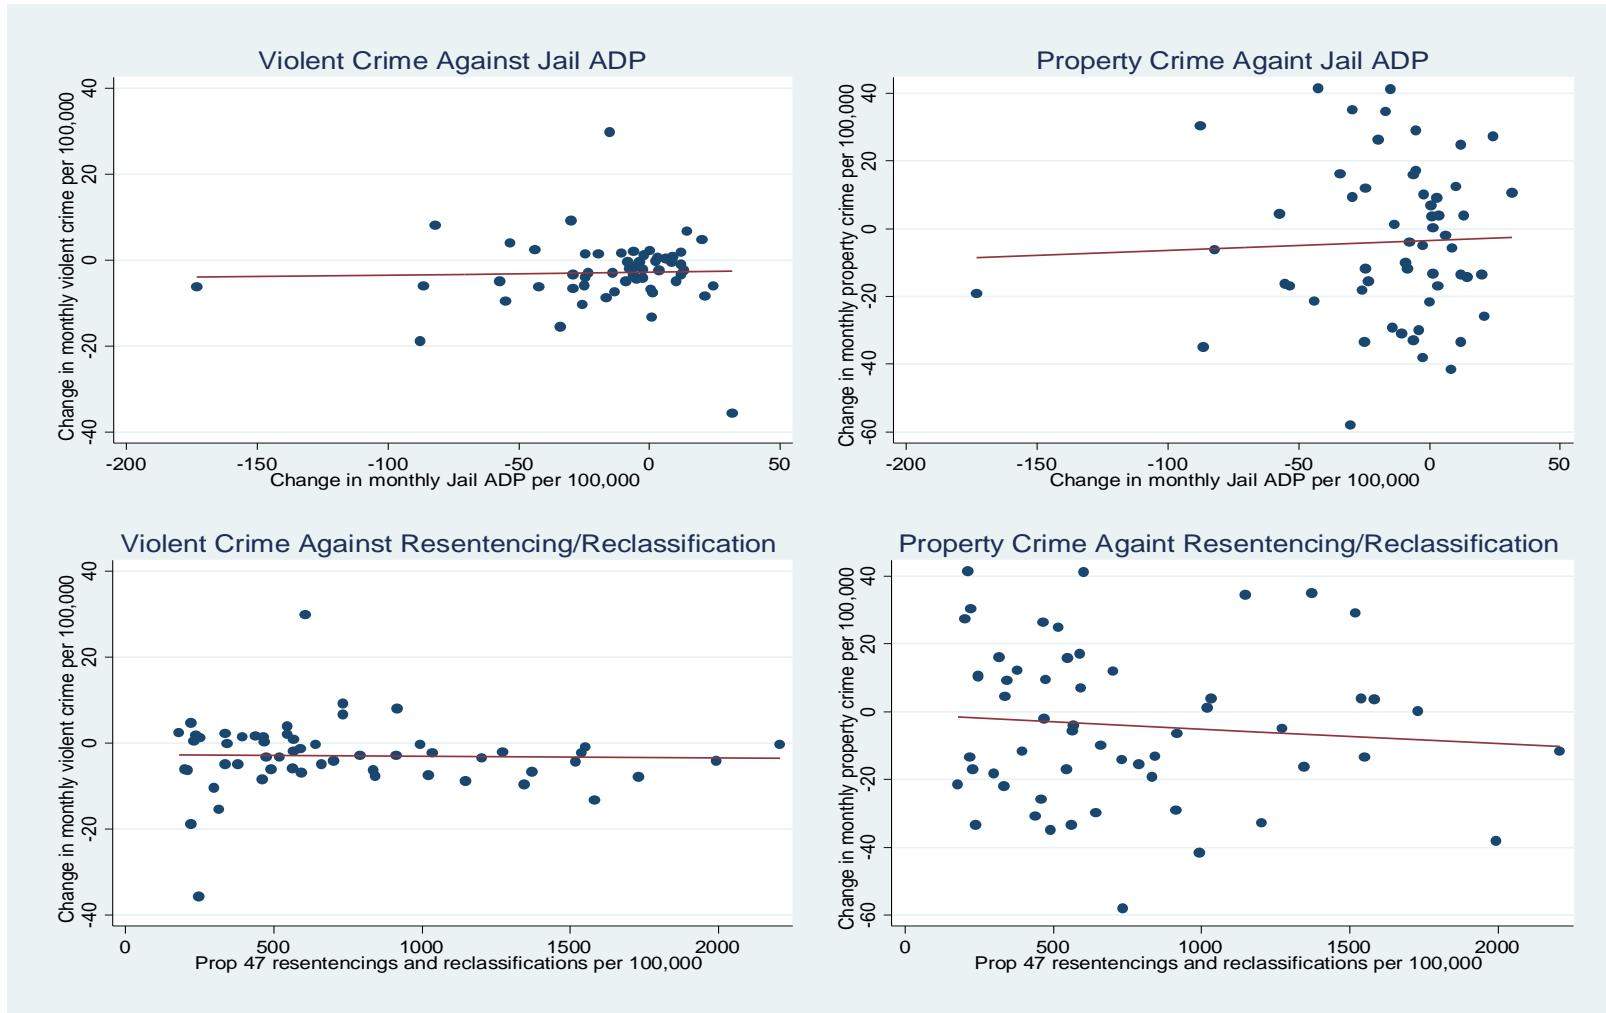 Violent Crime Against Jail ADP
Change in monthly violent crime per 100,000
40
20
0
-20
-40
-200 -150 -100 -50 0 50
Change in monthly Jail ADP per 100,000
Property Crime Againt Jail ADP
Change in monthly property crime per 100,000
40
20
0
-20
-40
-60
-200 -150 -100 -50 0 50
Change in monthly Jail ADP per 100,000
Violent Crime Against Resentencing/Reclassification
Change in monthly violent crime per 100,000
40
20
0
-20
-40
0 500 1000 1500 2000
Prop 47 resentencings and reclassifications per 100,000
Property Crime Againt Resentencing/Reclassification
Change in monthly property crime per 100,000
40
20
0
-20
-40
-60
0 500 1000 1500 2000
Prop 47 resentencings and reclassifications per 100,000